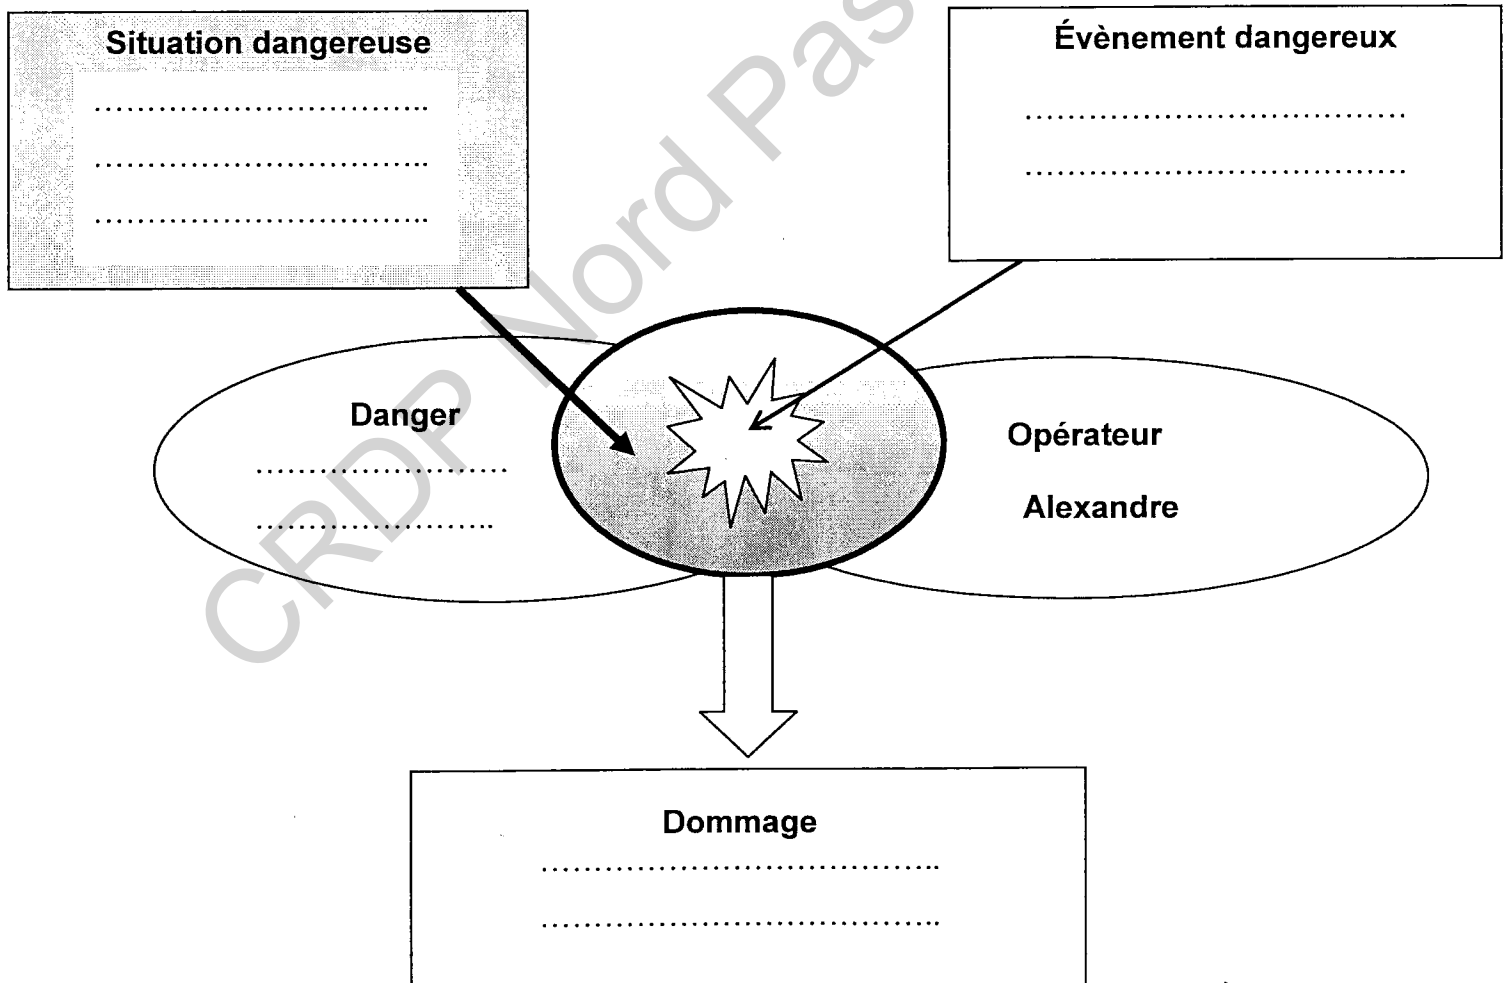 Situation dangereuse
....................................
....................................
....................................
Évènement dangereux
....................................
....................................
Danger
........................
.......................
Opérateur
Alexandre
Dommage
......................................
......................................
CRDP Nord Pas